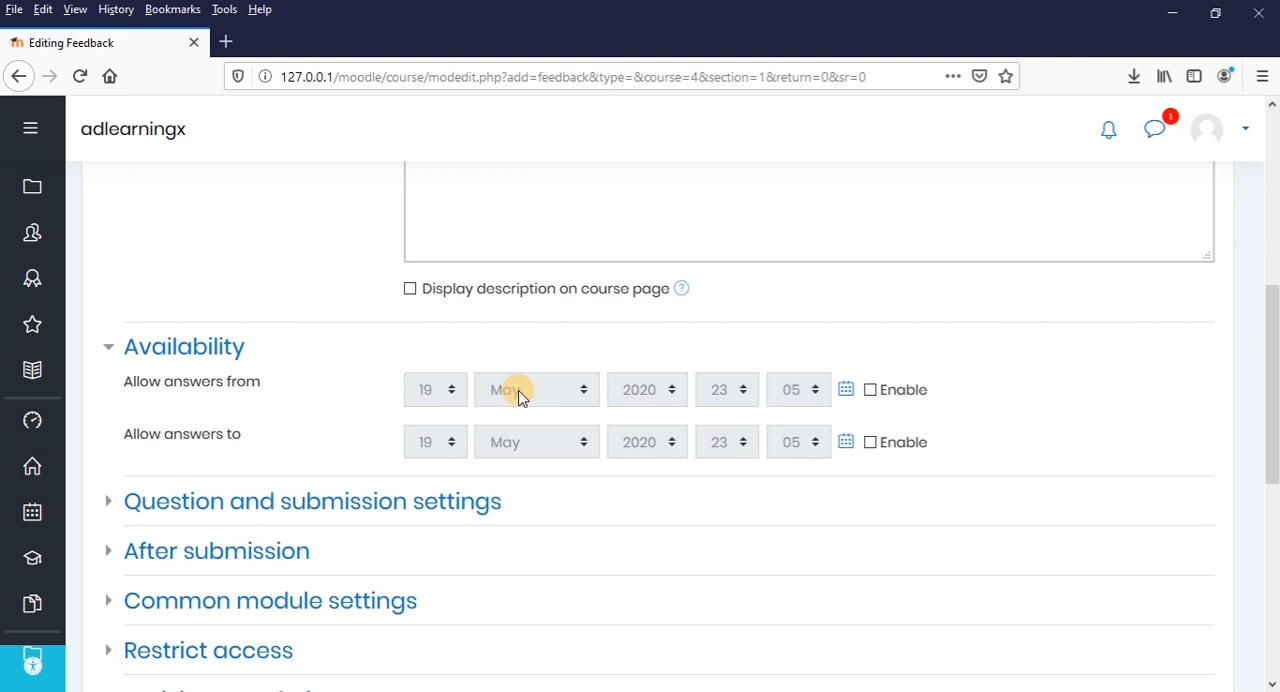 File Edit View History Bookmarks Tools Help
Editing Feedback
127.0.0.1/moodle/course/modedit.php?add=feedback&type=&course=4&section=1&return=0&sr=0
adlearningx
1
Display description on course page
Availability
Allow answers from 19 May 2020 23 05 Enable
Allow answers to 19 May 2020 23 05 Enable
Question and submission settings
After submission
Common module settings
Restrict access